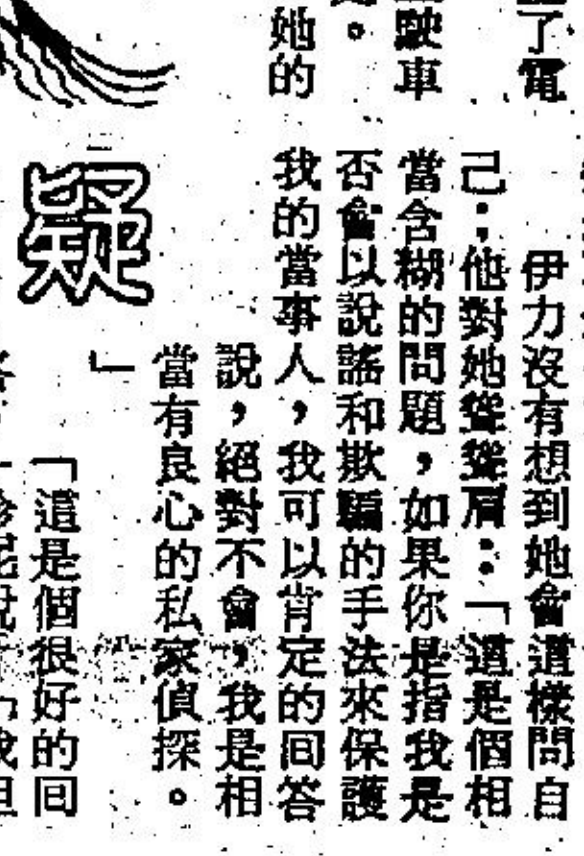 了電
駛車
。
她的
伊力沒有想到她會這樣問自
己;他對她聳聳肩:「這是個相
當含糊的問題,如果你是指我是
否會以說謠和欺騙的手法來保護
我的當事人,我可以肯定的回答
說,絕對不會,我是相
當有良心的私家偵探。
」
疑
「這是個很好的回